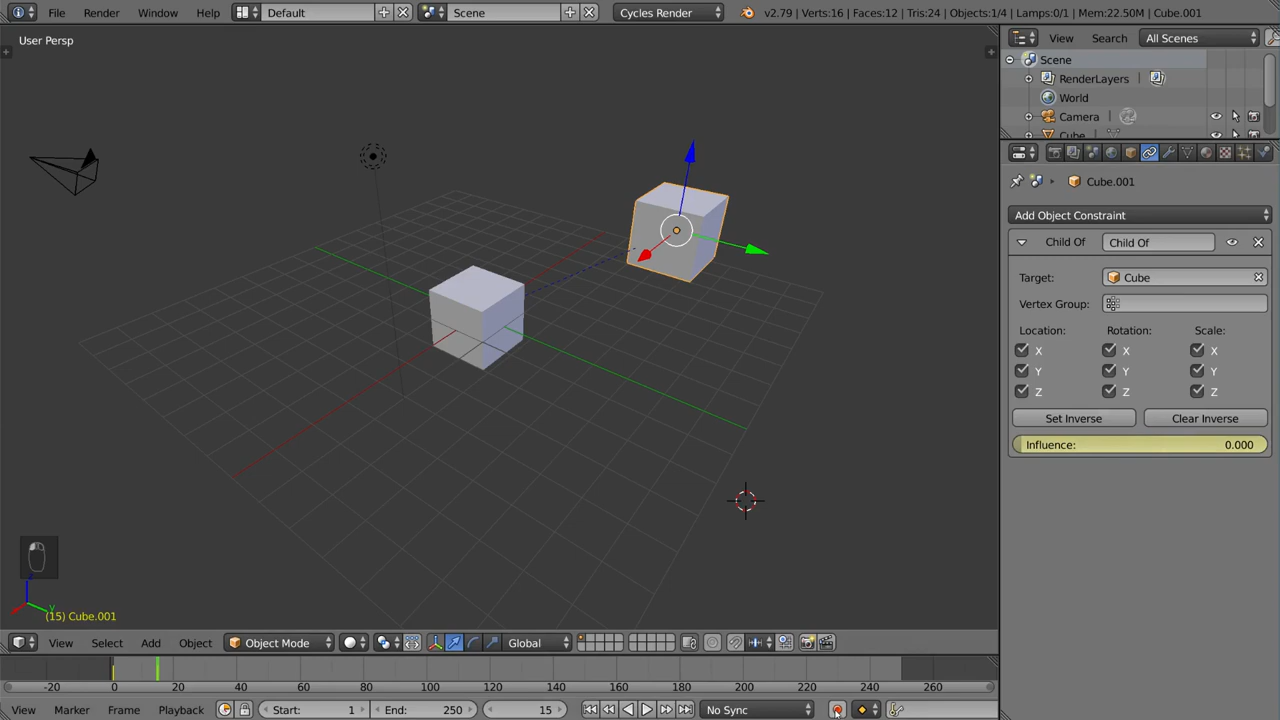 File Render Window Help Default Scene Cycles Render v2.79 | Verts:16 | Faces:12 | Tris:24 | Objects:1/4 | Lamps:0/1 | Mem:22.50M | Cube.001
User Persp
View Search All Scenes
Scene
RenderLayers |
World
Camera |
Cube
Cube.001
Add Object Constraint
Child Of Child Of
Target: Cube
Vertex Group:
Location: Rotation: Scale:
X X X
Y Y Y
Z Z Z
Set Inverse Clear Inverse
Influence: 0.000
z
y
(15) Cube.001
View Select Add Object Object Mode Global
-20 0 20 40 60 80 100 120 140 160 180 200 220 240 260
View Marker Frame Playback Start: 1 End: 250 15 No Sync